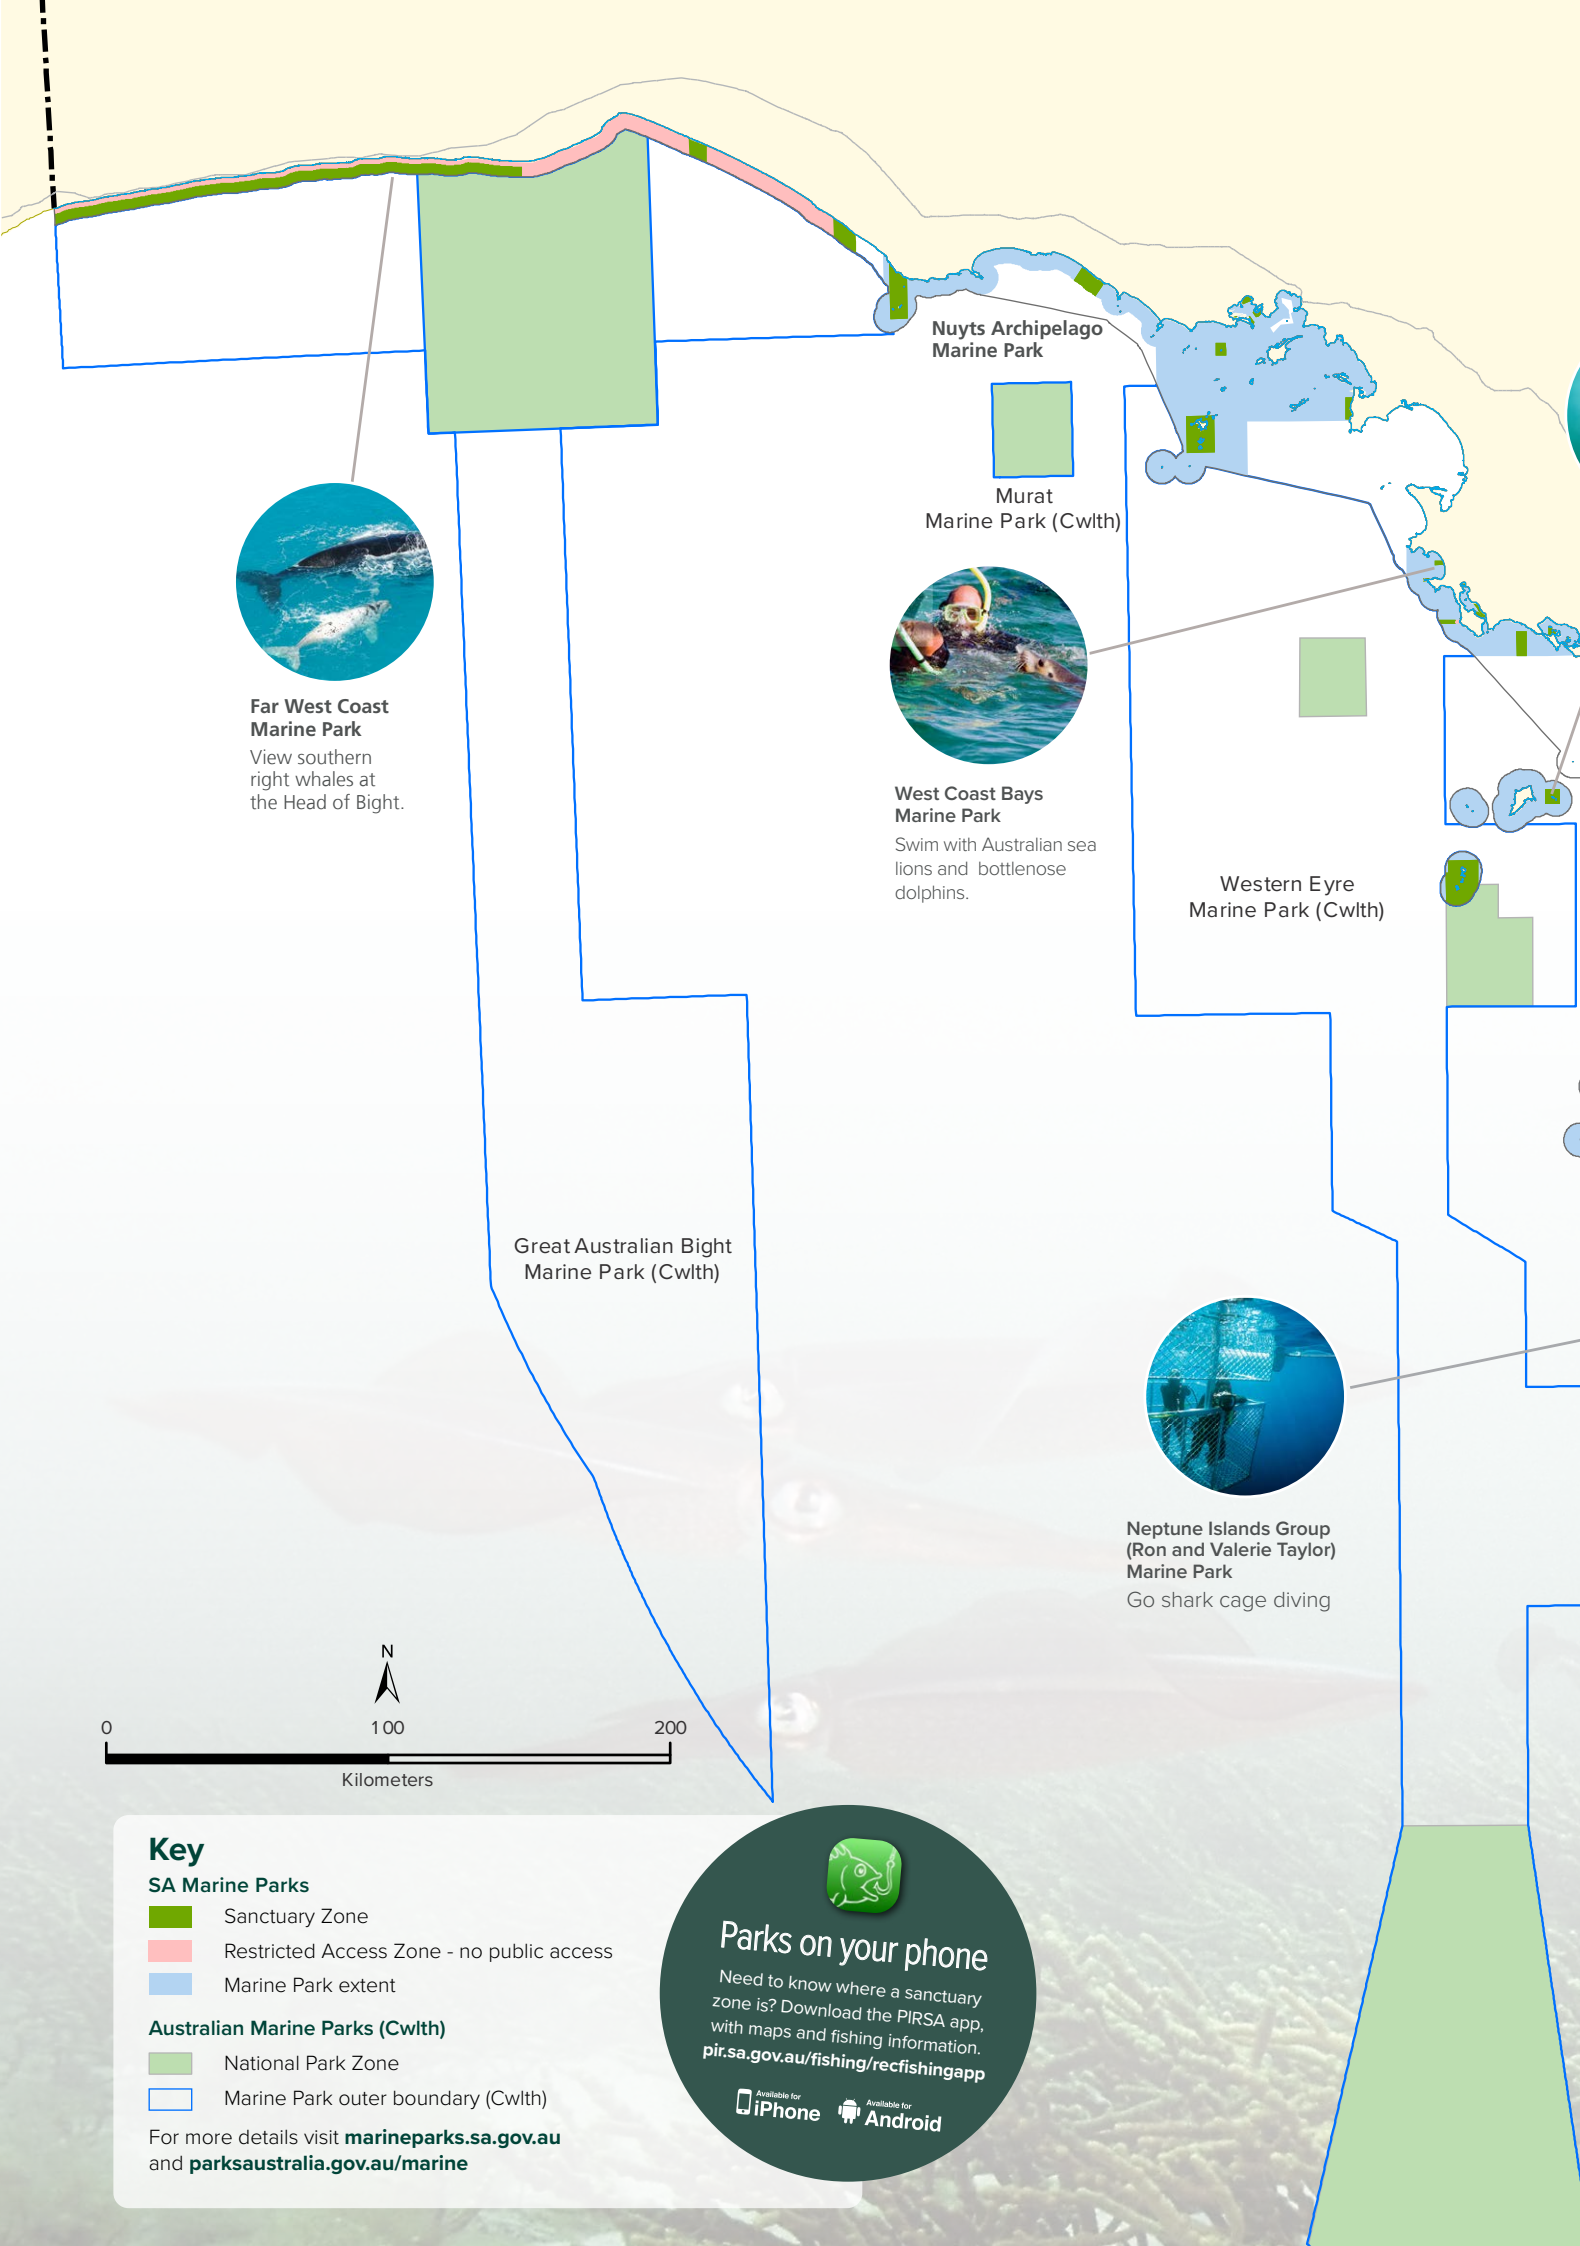 Nuyts Archipelago
Marine Park
Murat
Marine Park (Cwlth)
Far West Coast
Marine Park
View southern
right whales at
the Head of Bight.
West Coast Bays
Marine Park
Swim with Australian sea
lions and bottlenose
dolphins.
Western Eyre
Marine Park (Cwlth)
Great Australian Bight
Marine Park (Cwlth)
Neptune Islands Group
(Ron and Valerie Taylor)
Marine Park
Go shark cage diving
N
0 100 200
Kilometers
Key
SA Marine Parks
Sanctuary Zone
Restricted Access Zone - no public access
Marine Park extent
Australian Marine Parks (Cwlth)
National Park Zone
Marine Park outer boundary (Cwlth)
For more details visit marineparks.sa.gov.au
and parksaustralia.gov.au/marine
Parks on your phone
Need to know where a sanctuary
zone is? Download the PIRSA app,
with maps and fishing information.
pir.sa.gov.au/fishing/recfishingapp
Available for
iPhone
Available for
Android